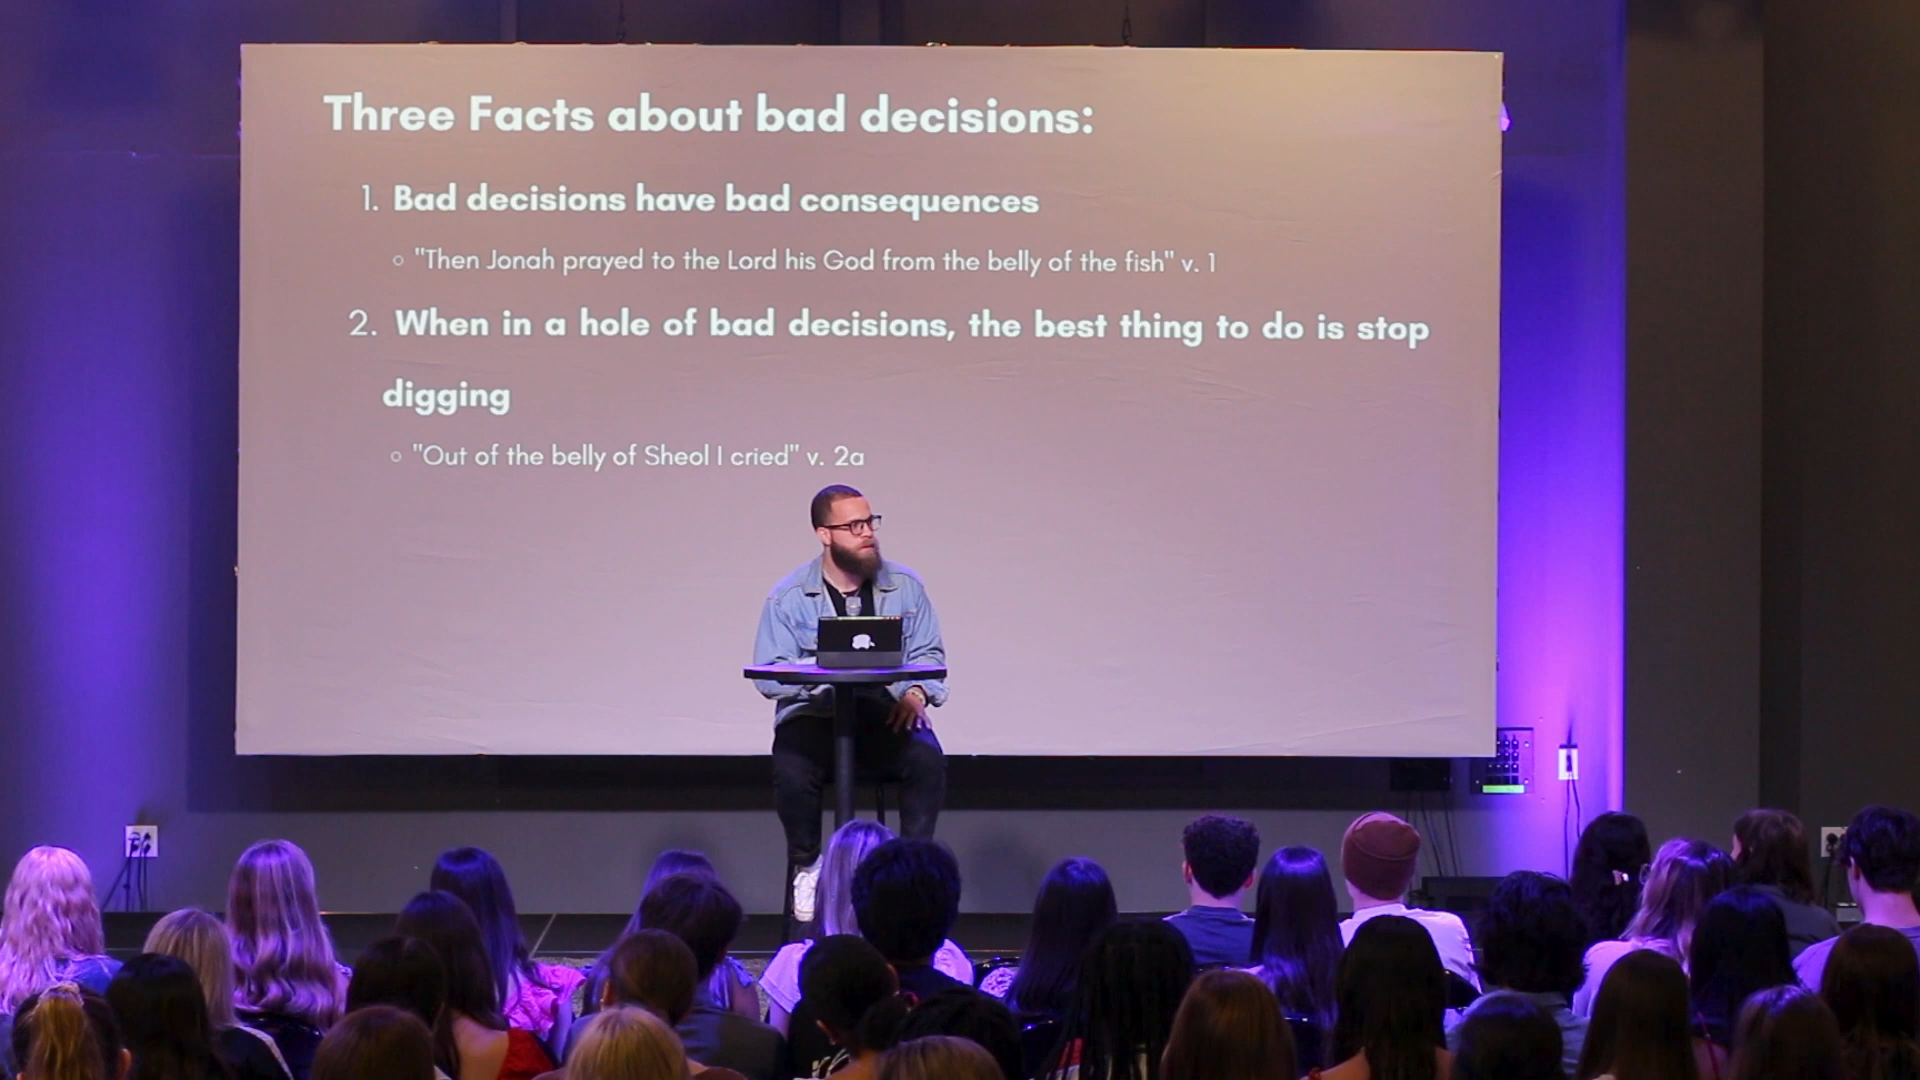 Three Facts about bad decisions:
1. Bad decisions have bad consequences
○ "Then Jonah prayed to the Lord his God from the belly of the fish" v. 1
2. When in a hole of bad decisions, the best thing to do is stop
digging
○ "Out of the belly of Sheol I cried" v. 2a